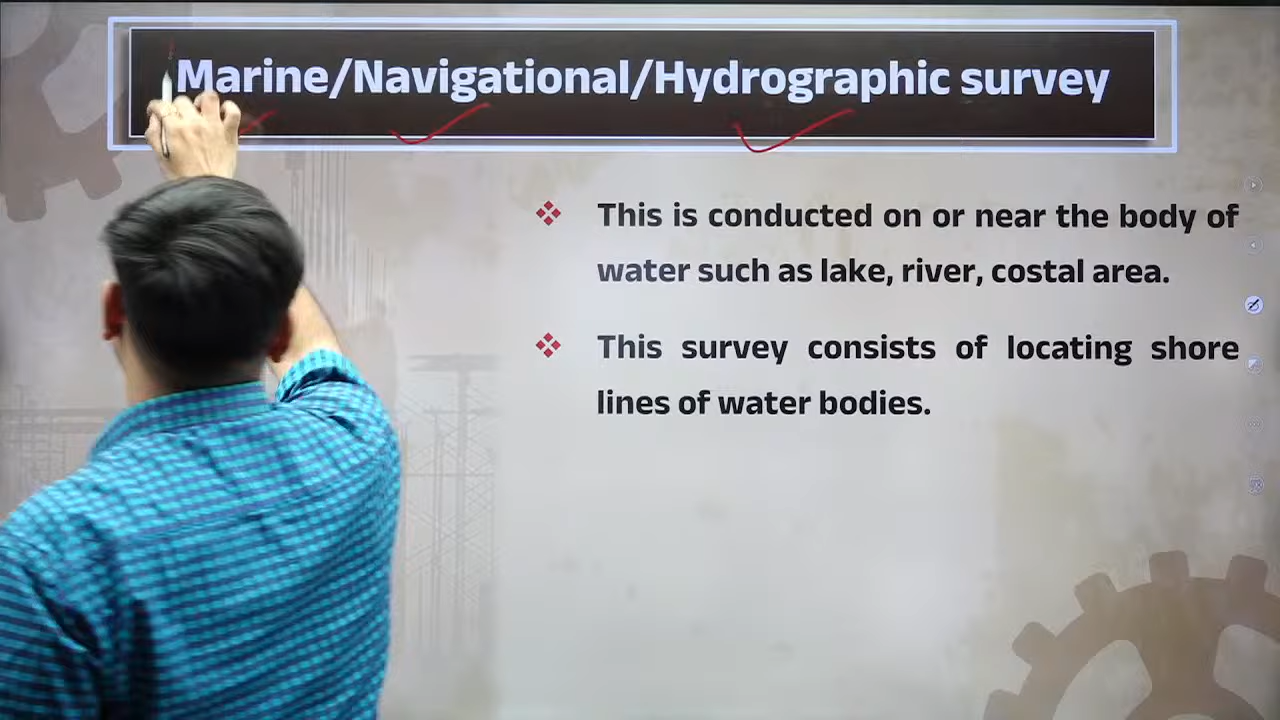 Marine/Navigational/Hydrographic survey
This is conducted on or near the body of
water such as lake, river, costal area.
This survey consists of locating shore
lines of water bodies.